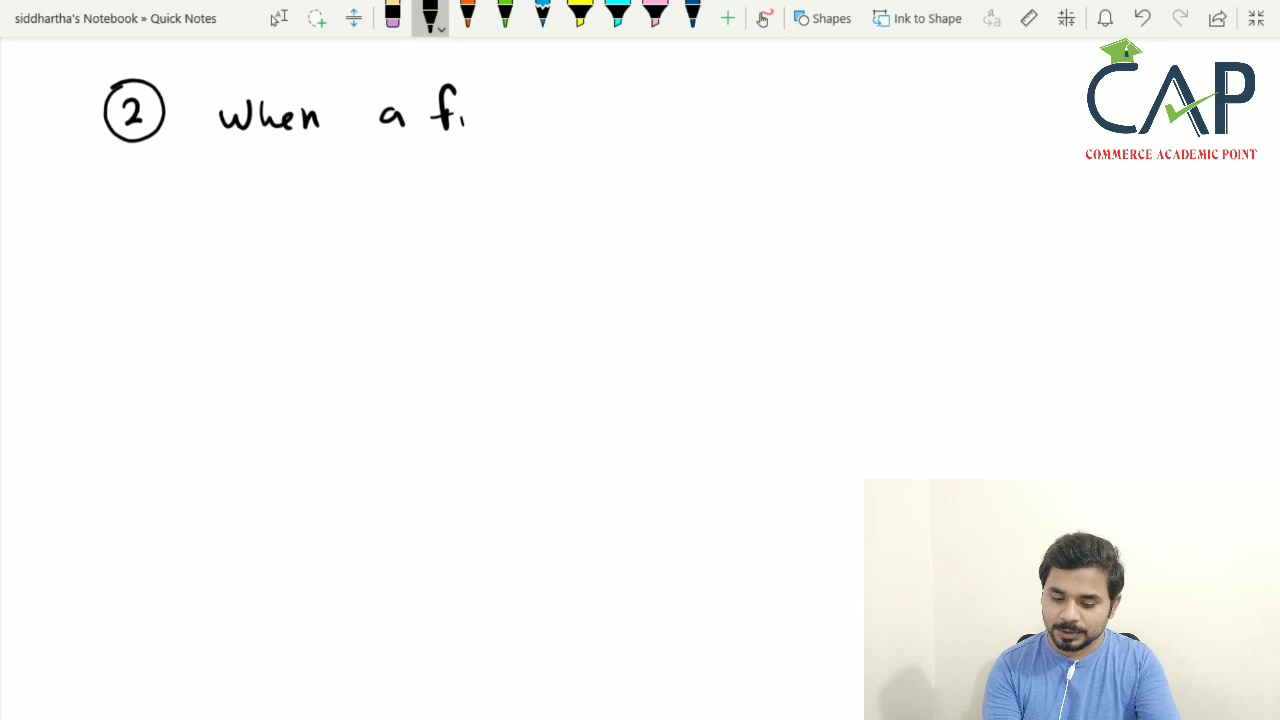 siddhartha's Notebook » Quick Notes
Shapes
Ink to Shape
CAP
COMMERCE ACADEMIC POINT
2 When a f